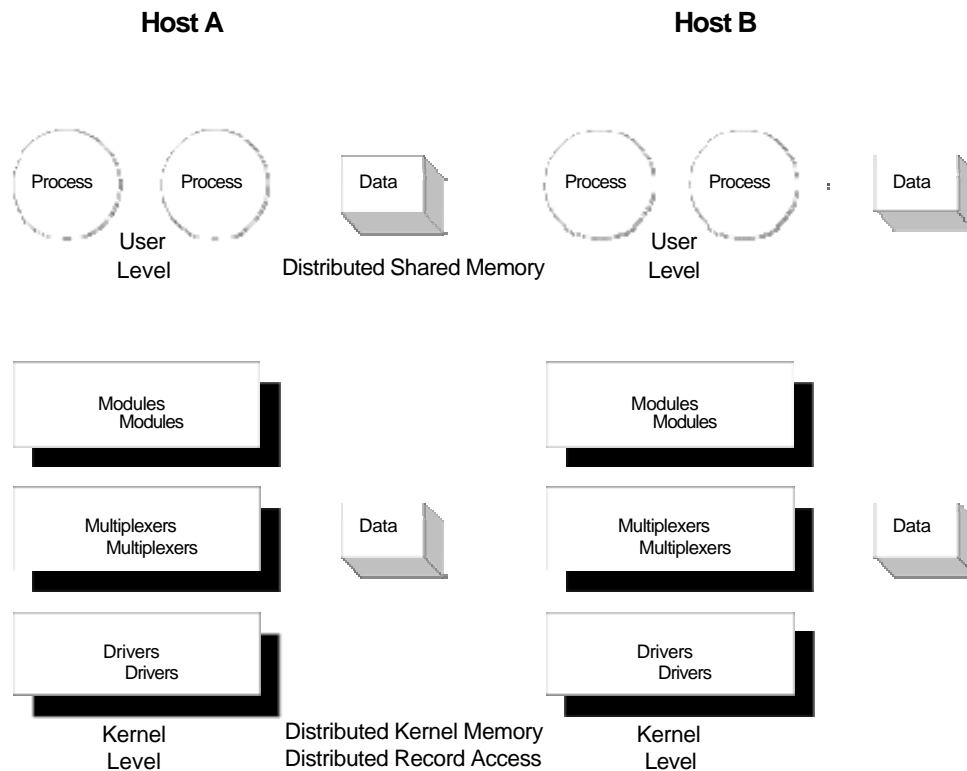 Host A
Host B
Process
Process
Data
Process
Process
Data
User
Level
Distributed Shared Memory
User
Level
Modules
Modules
Modules
Modules
Multiplexers
Multiplexers
Data
Multiplexers
Multiplexers
Data
Drivers
Drivers
Drivers
Drivers
Kernel
Level
Distributed Kernel Memory
Distributed Record Access
Kernel
Level